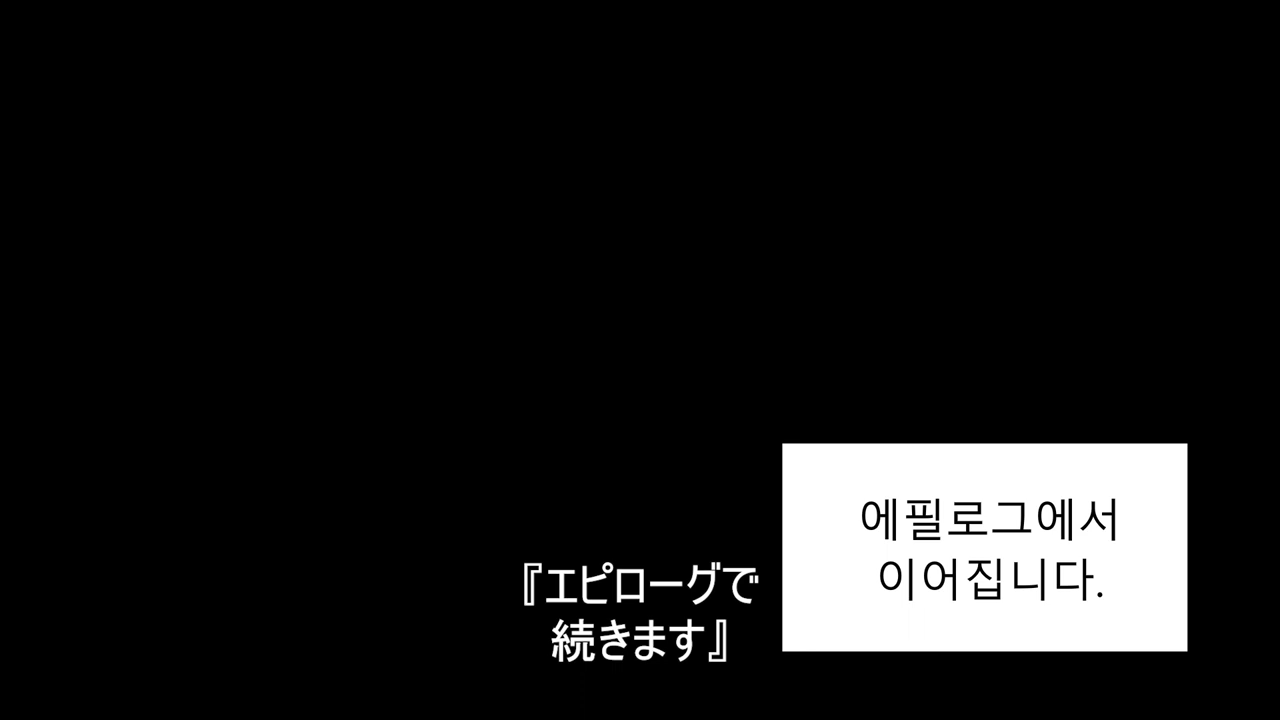 에필로그에서
이어집니다.
『エピローグで
続きます』